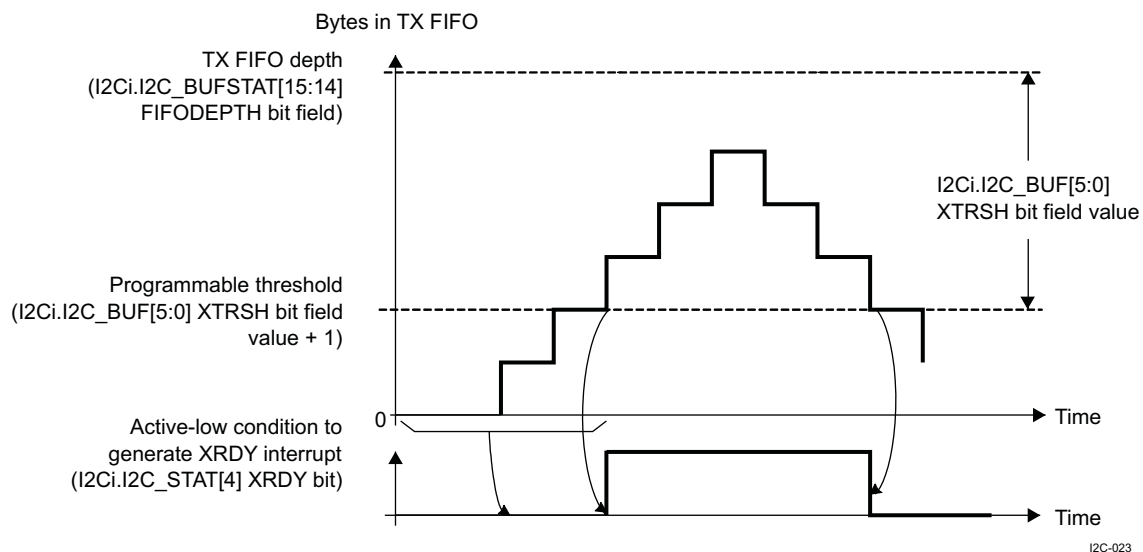 Bytes in TX FIFO
TX FIFO depth
(I2Ci.I2C_BUFSTAT[15:14]
FIFODEPTH bit field)
I2Ci.I2C_BUF[5:0]
XTRSH bit field value
Programmable threshold
(I2Ci.I2C_BUF[5:0] XTRSH bit field
value + 1)
0
Time
Active-low condition to
generate XRDY interrupt
(I2Ci.I2C_STAT[4] XRDY bit)
Time
I2C-023